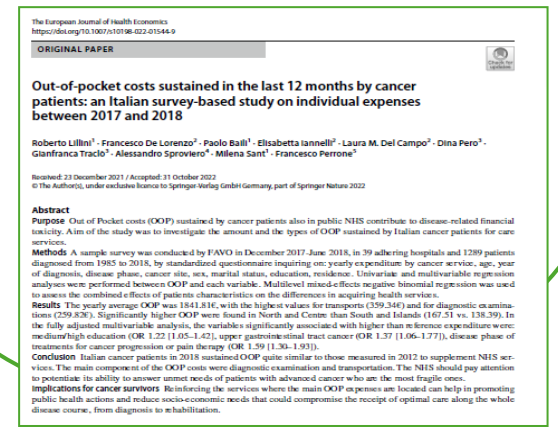 The European Journal of Health Economics
https://doi.org/10.1007/s10198-022-01544-9
ORIGINAL PAPER
Check for
updates
Out-of-pocket costs sustained in the last 12 months by cancer
patients: an Italian survey-based study on individual expenses
between 2017 and 2018
Roberto Lillini¹ · Francesco De Lorenzo² · Paolo Baili¹ · Elisabetta Iannelli² · Laura M. Del Campo² · Dina Pero³ ·
Gianfranca Traclò³ · Alessandro Sproviero⁴ · Milena Sant¹ · Francesco Perrone⁵
Received: 23 December 2021 / Accepted: 31 October 2022
© The Author(s), under exclusive licence to Springer-Verlag GmbH Germany, part of Springer Nature 2022
Abstract
Purpose Out of Pocket costs (OOP) sustained by cancer patients also in public NHS contribute to disease-related financial
toxicity. Aim of the study was to investigate the amount and the types of OOP sustained by Italian cancer patients for care
services.
Methods A sample survey was conducted by FAVO in December 2017-June 2018, in 39 adhering hospitals and 1289 patients
diagnosed from 1985 to 2018, by standardized questionnaire inquiring on: yearly expenditure by cancer service, age, year
of diagnosis, disease phase, cancer site, sex, marital status, education, residence. Univariate and multivariable regression
analyses were performed between OOP and each variable. Multilevel mixed-effects negative binomial regression was used
to assess the combined effects of patients characteristics on the differences in acquiring health services.
Results The yearly average OOP was 1841.81€, with the highest values for transports (359.34€) and for diagnostic examina-
tions (259.82€). Significantly higher OOP were found in North and Centre than South and Islands (167.51 vs. 138.39). In
the fully adjusted multivariable analysis, the variables significantly associated with higher than reference expenditure were:
medium/high education (OR 1.22 [1.05–1.42], upper gastrointestinal tract cancer (OR 1.37 [1.06–1.77]), disease phase of
treatments for cancer progression or pain therapy (OR 1.59 [1.30–1.93]).
Conclusion Italian cancer patients in 2018 sustained OOP quite similar to those measured in 2012 to supplement NHS ser-
vices. The main component of the OOP costs were diagnostic examination and transportation. The NHS should pay attention
to potentiate its ability to answer unmet needs of patients with advanced cancer who are the most fragile ones.
Implications for cancer survivors Reinforcing the services where the main OOP expenses are located can help in promoting
public health actions and reduce socio-economic needs that could compromise the receipt of optimal care along the whole
disease course, from diagnosis to rehabilitation.